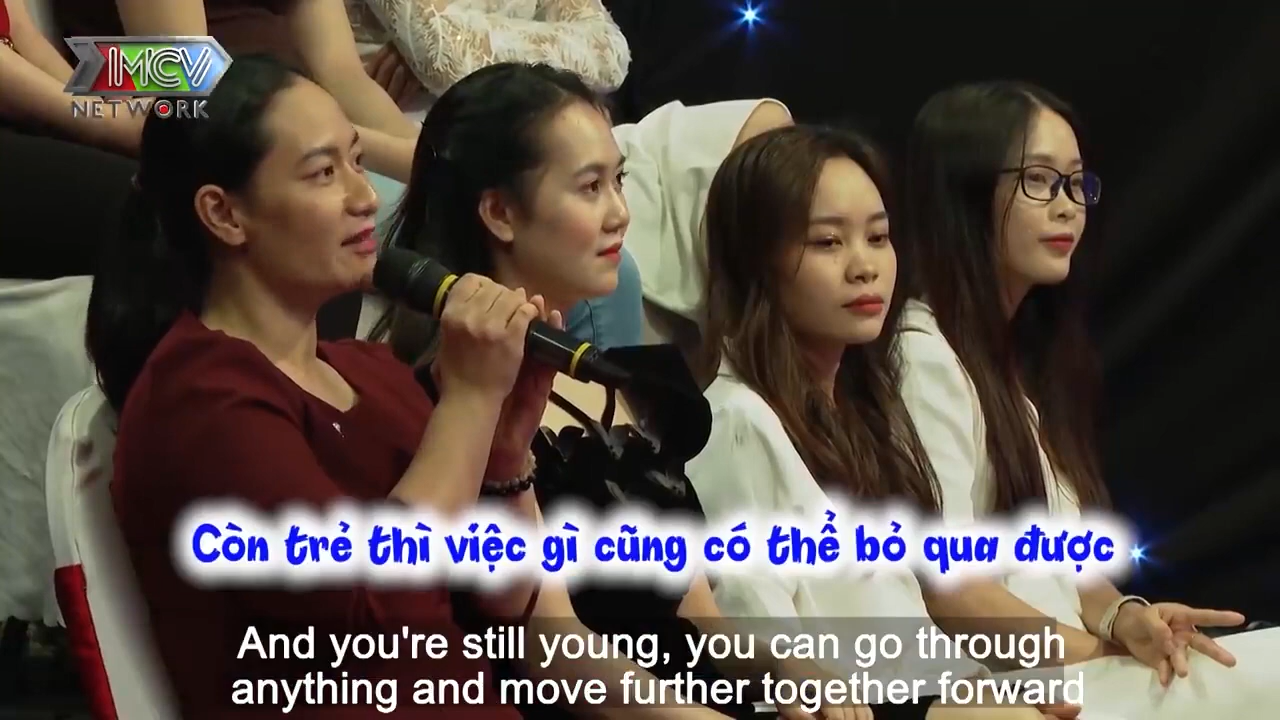 MCV
NETWORK
Còn trẻ thì việc gì cũng có thể bỏ qua được
And you're still young, you can go through
anything and move further together forward